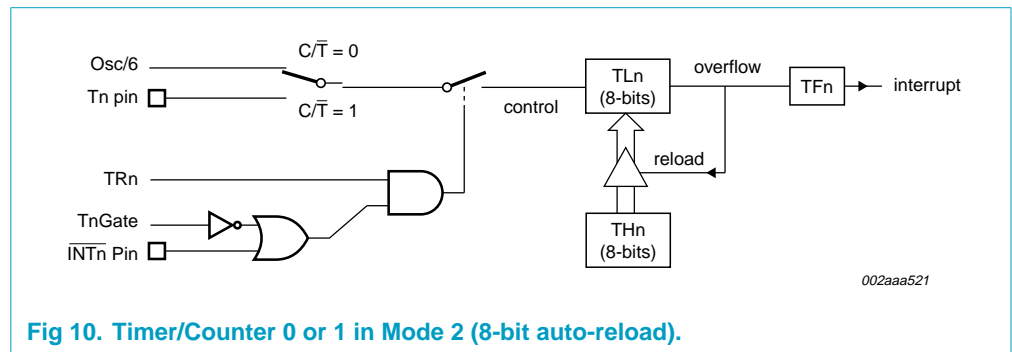 Osc/6
C/T̅ = 0
Tn pin
C/T̅ = 1
control
TLn
(8-bits)
overflow
TFn
interrupt
reload
TRn
TnGate
I̅N̅T̅n̅ Pin
THn
(8-bits)
002aaa521
Fig 10. Timer/Counter 0 or 1 in Mode 2 (8-bit auto-reload).